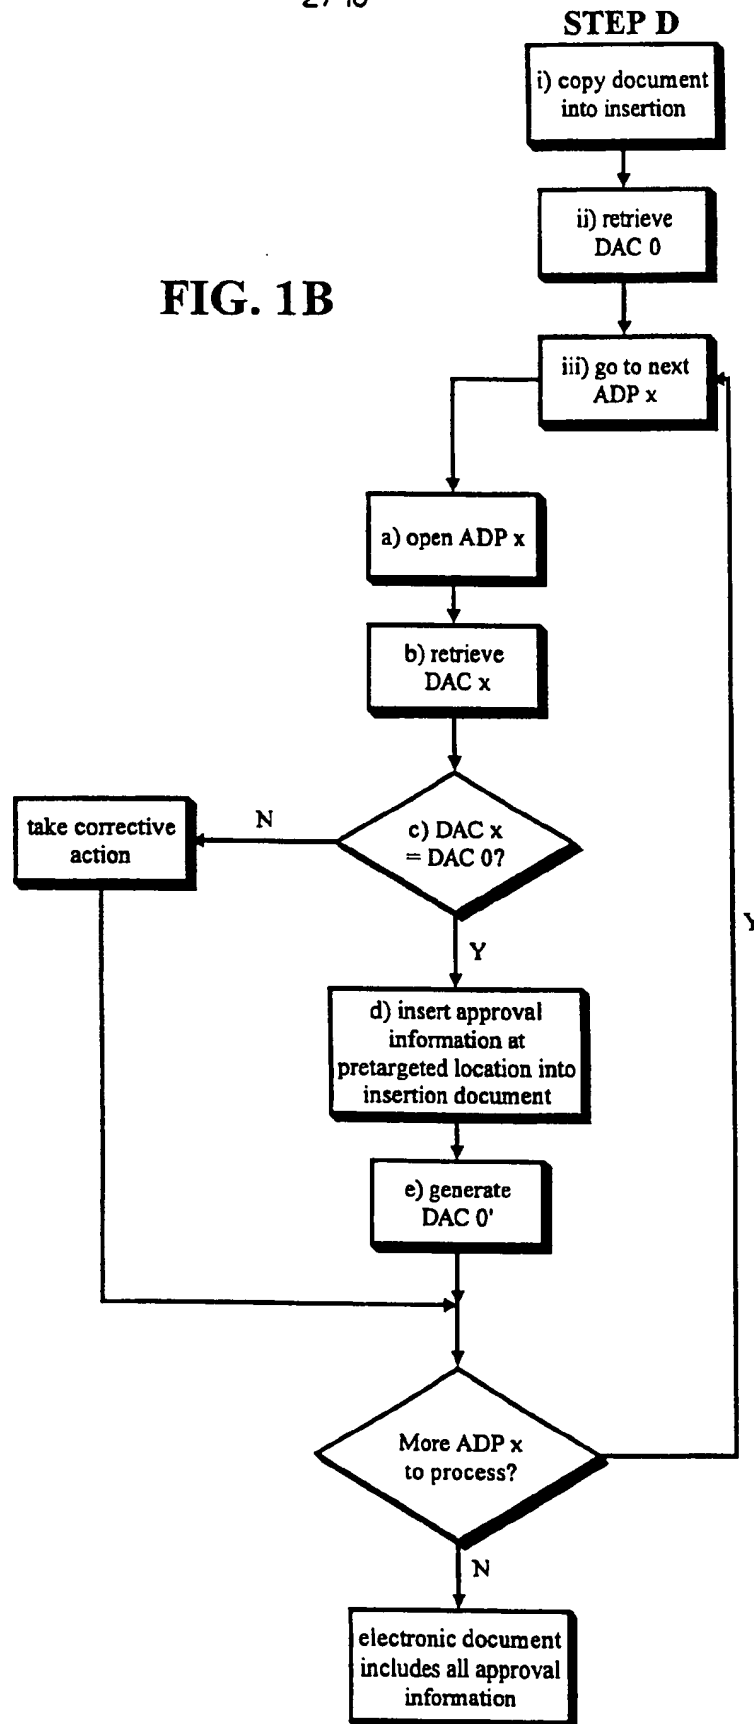 STEP D
i) copy document
into insertion
ii) retrieve
DAC 0
FIG. 1B
iii) go to next
ADP x
a) open ADP x
b) retrieve
DAC x
c) DAC x
= DAC 0?
N
take corrective
action
Y
Y
d) insert approval
information at
pretargeted location into
insertion document
e) generate
DAC 0'
More ADP x
to process?
N
electronic document
includes all approval
information